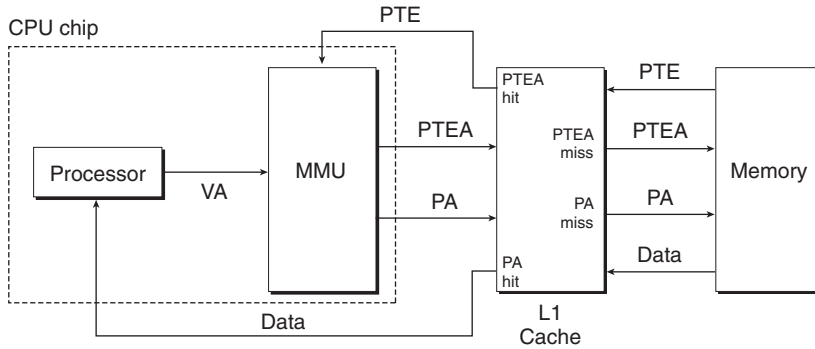 CPU chip
PTE
PTEA
hit
PTE
PTEA
PTEA
miss
PTEA
Processor
VA
MMU
Memory
PA
PA
miss
PA
PA
hit
Data
Data
L1
Cache